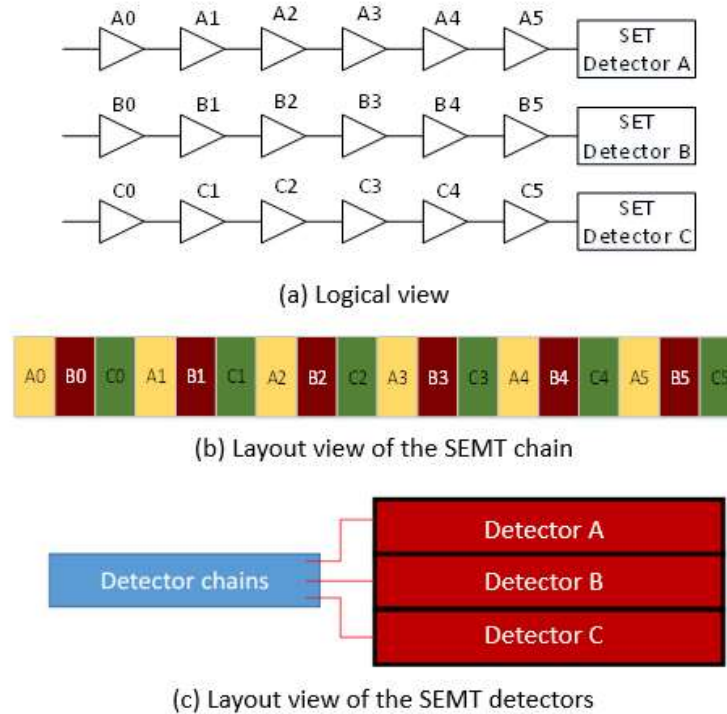 A0 A1 A2 A3 A4 A5
SET
Detector A
B0 B1 B2 B3 B4 B5
SET
Detector B
C0 C1 C2 C3 C4 C5
SET
Detector C
(a) Logical view
A0 B0 C0 A1 B1 C1 A2 B2 C2 A3 B3 C3 A4 B4 C4 A5 B5 C5
(b) Layout view of the SEMT chain
Detector A
Detector chains Detector B
Detector C
(c) Layout view of the SEMT detectors